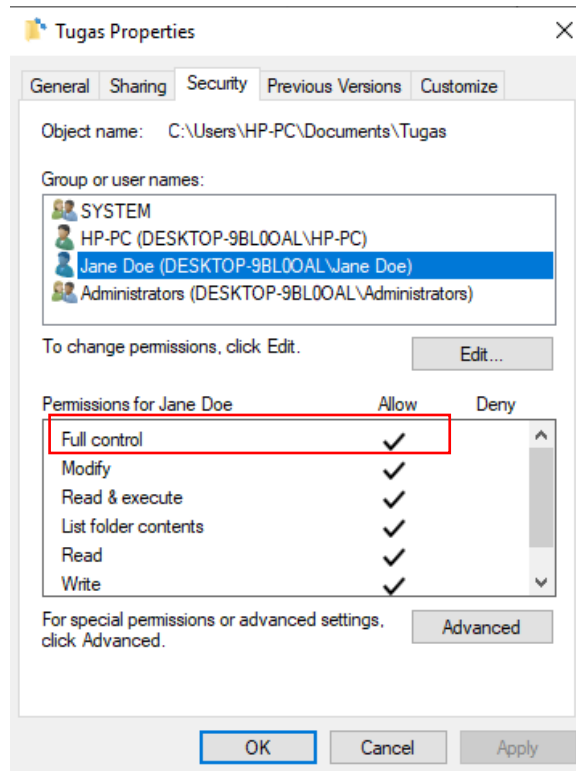 Tugas Properties
General Sharing Security Previous Versions Customize
Object name: C:\Users\HP-PC\Documents\Tugas
Group or user names:
SYSTEM
HP-PC (DESKTOP-9BL0OAL\HP-PC)
Jane Doe (DESKTOP-9BL0OAL\Jane Doe)
Administrators (DESKTOP-9BL0OAL\Administrators)
To change permissions, click Edit.
Edit...
Permissions for Jane Doe Allow Deny
Full control
Modify
Read & execute
List folder contents
Read
Write
For special permissions or advanced settings,
click Advanced.
Advanced
OK Cancel Apply